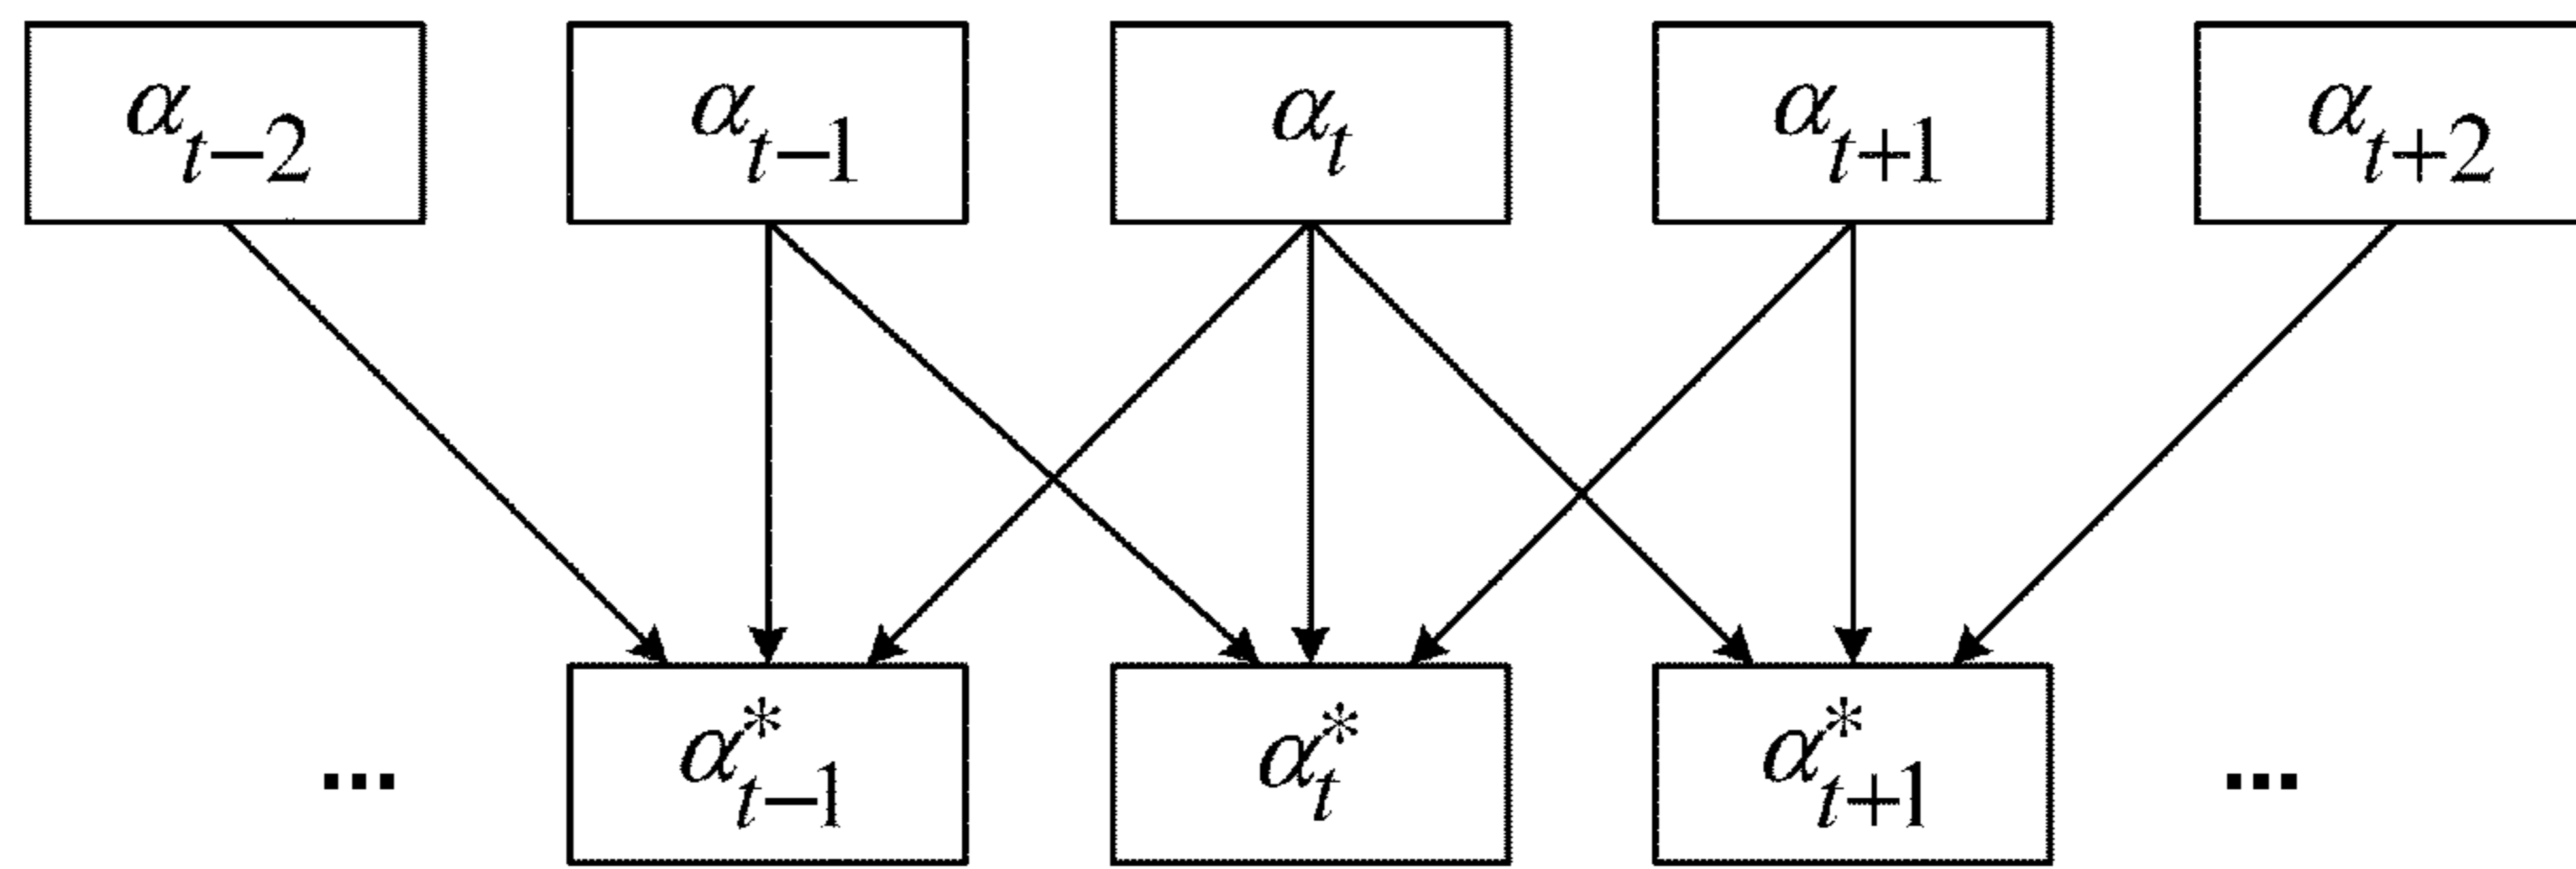 α_{t−2} α_{t−1} α_t α_{t+1} α_{t+2}
... α*_{t−1} α*_t α*_{t+1} ...